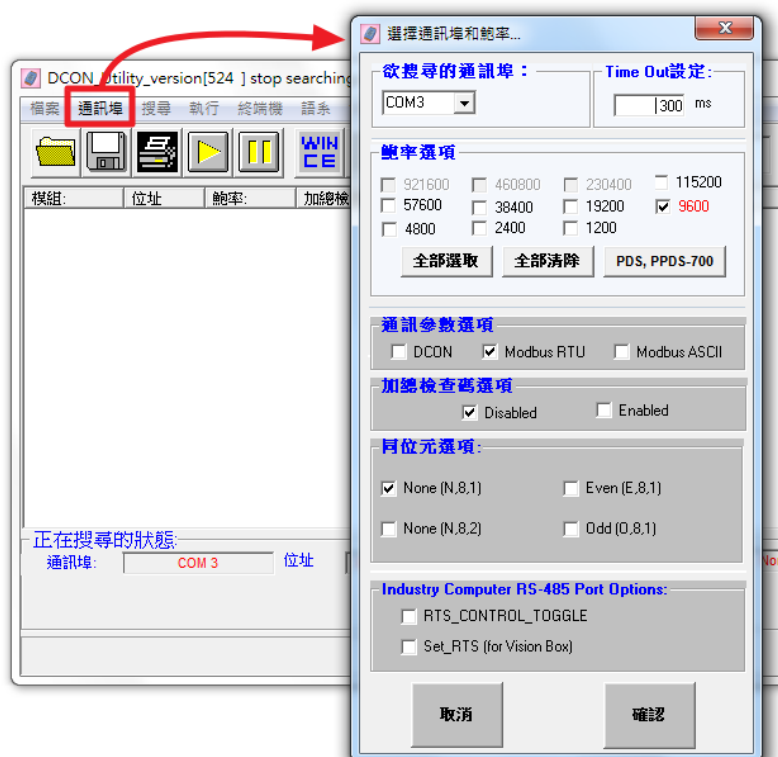 選擇通訊埠和鮑率...
DCON_Utility_version[524 ] stop searching
檔案 通訊埠 搜尋 執行 終端機 語系
WIN
CE
模組: 位址 鮑率: 加總檢
正在搜尋的狀態:
通訊埠: COM 3 位址
欲搜尋的通訊埠：
COM3
Time Out設定:
300 ms
鮑率選項
921600 460800 230400 115200
57600 38400 19200 9600
4800 2400 1200
全部選取 全部清除 PDS, PPDS-700
通訊參數選項
DCON Modbus RTU Modbus ASCII
加總檢查碼選項
Disabled Enabled
同位元選項:
None (N,8,1) Even (E,8,1)
None (N,8,2) Odd (O,8,1)
Industry Computer RS-485 Port Options:
RTS_CONTROL_TOGGLE
Set_RTS (for Vision Box)
取消 確認